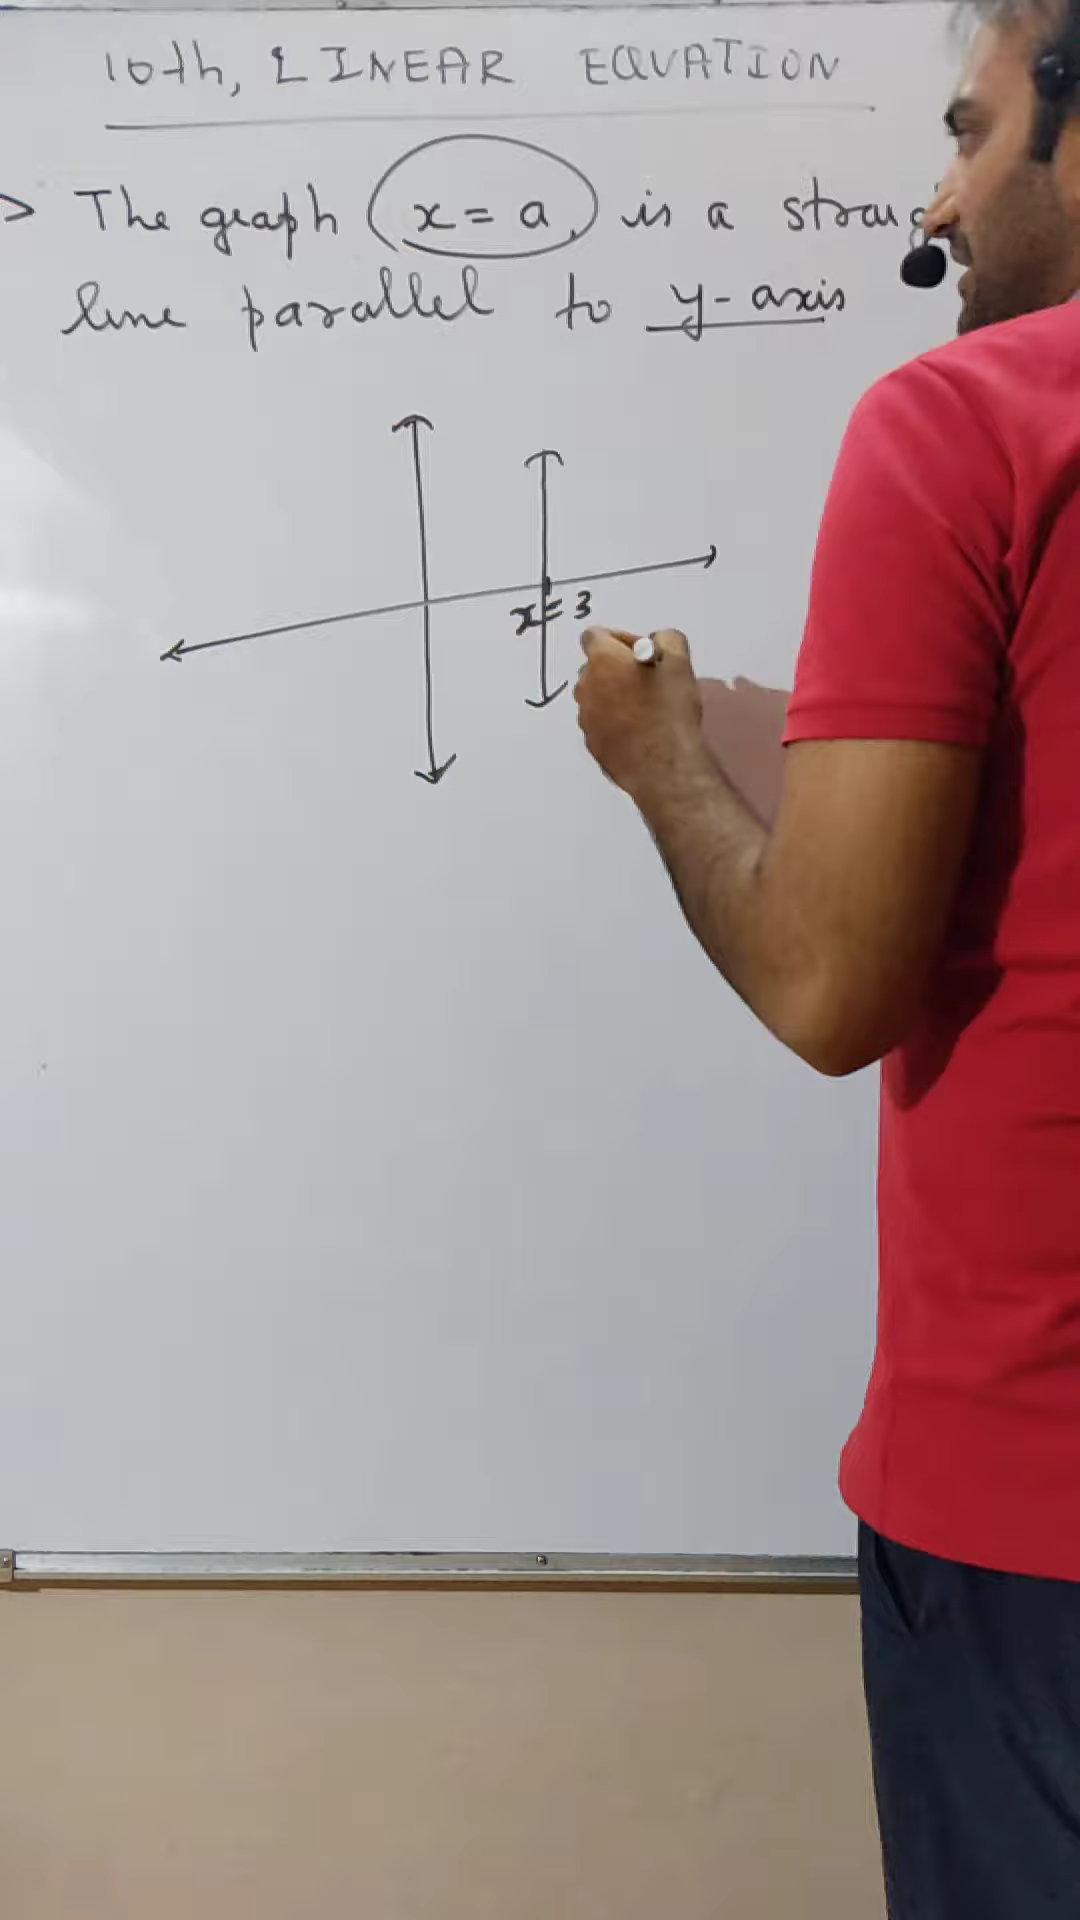 10th, LINEAR EQUATION
> The graph x = a, is a straig
line parallel to y-axis
x = 3